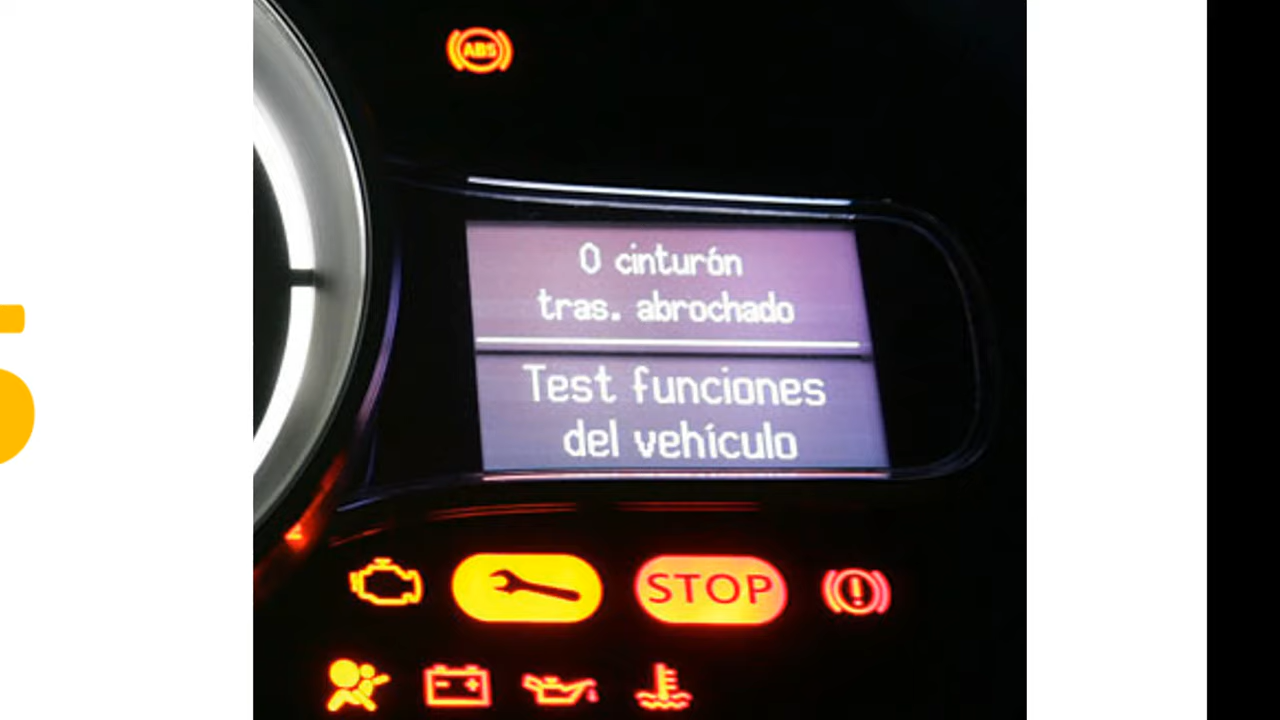 ABS
0 cinturón
tras. abrochado
Test funciones
del vehículo
STOP